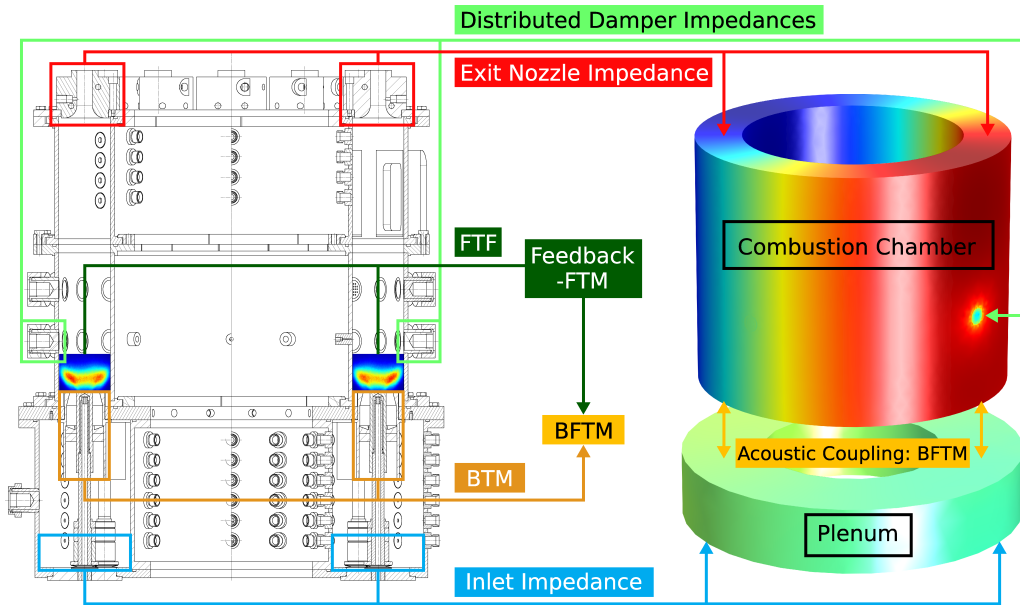 Distributed Damper Impedances
Exit Nozzle Impedance
FTF
Feedback
-FTM
Combustion Chamber
BFTM
Acoustic Coupling: BFTM
BTM
Plenum
Inlet Impedance